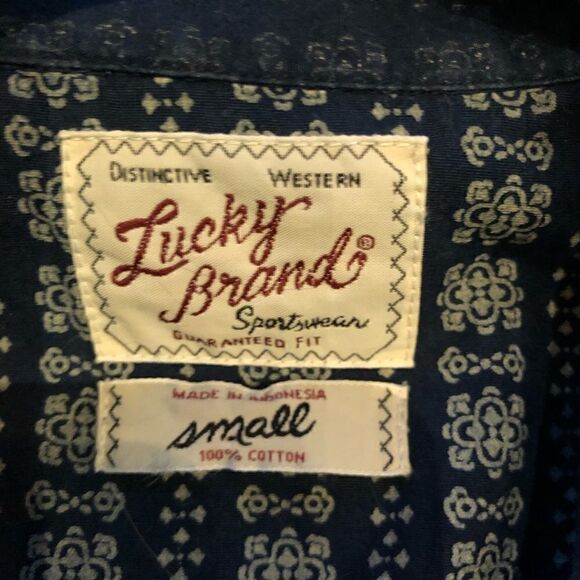 DISTINCTIVE WESTERN
Lucky
Brand®
Sportswear
GUARANTEED FIT
MADE IN INDONESIA
small
100% COTTON